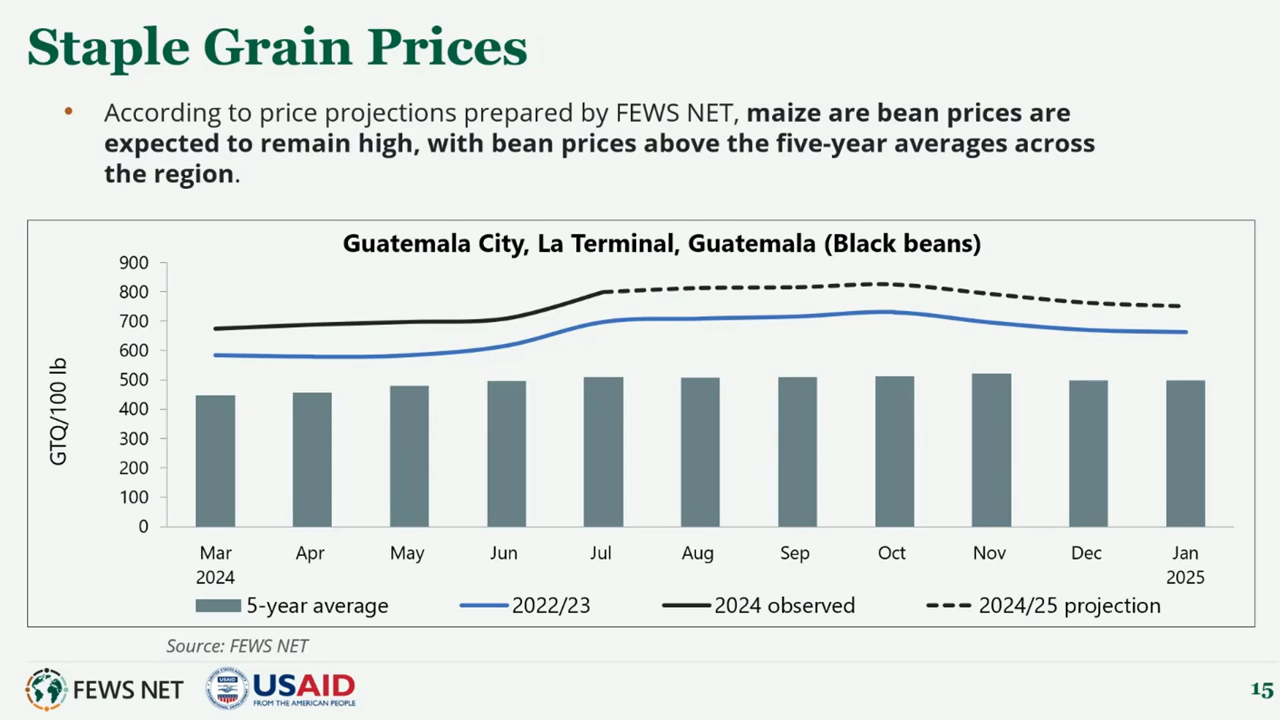 Staple Grain Prices
• According to price projections prepared by FEWS NET, maize are bean prices are
expected to remain high, with bean prices above the five-year averages across
the region.
Guatemala City, La Terminal, Guatemala (Black beans)
GTQ/100 lb
900
800
700
600
500
400
300
200
100
0
Mar Apr May Jun Jul Aug Sep Oct Nov Dec Jan
2024 2025
5-year average 2022/23 2024 observed 2024/25 projection
Source: FEWS NET
FEWS NET
USAID
FROM THE AMERICAN PEOPLE
15